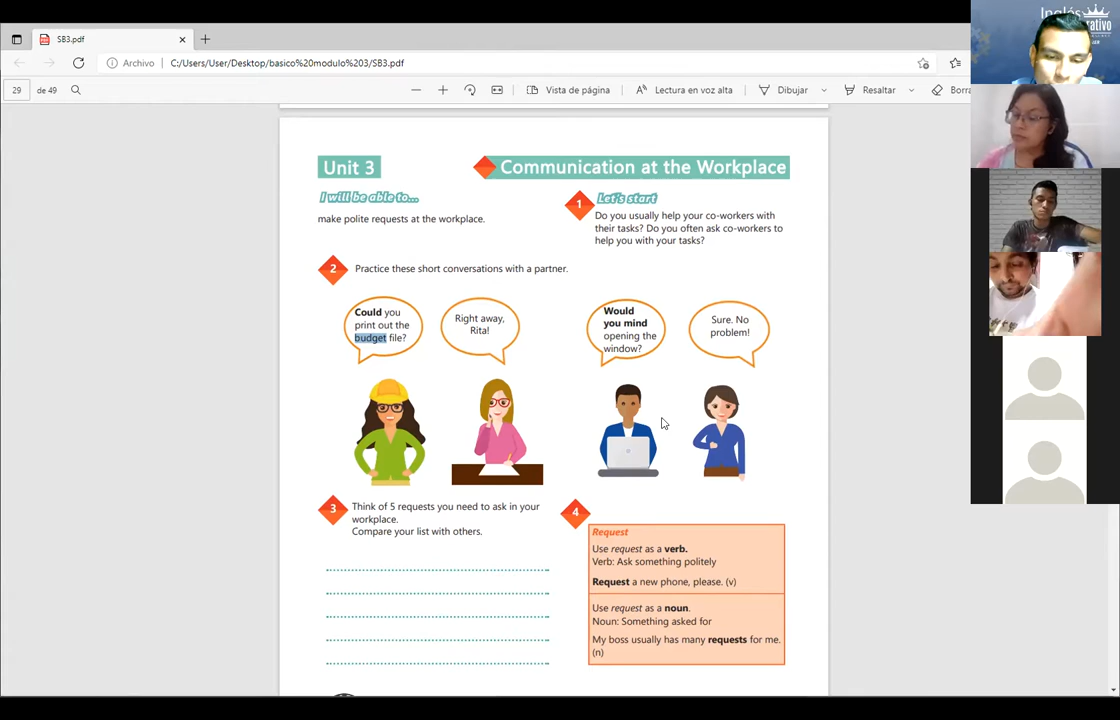 SB3.pdf
Archivo
C:/Users/User/Desktop/basico%20modulo%203/SB3.pdf
29
de 49
Vista de página
Lectura en voz alta
Dibujar
Resaltar
Unit 3
Communication at the Workplace
I will be able to...
make polite requests at the workplace.
1
Let's start
Do you usually help your co-workers with
their tasks? Do you often ask co-workers to
help you with your tasks?
2
Practice these short conversations with a partner.
Could you
print out the
budget file?
Right away,
Rita!
Would
you mind
opening the
window?
Sure. No
problem!
3
Think of 5 requests you need to ask in your
workplace.
Compare your list with others.
4
Request
Use request as a verb.
Verb: Ask something politely
Request a new phone, please. (v)
Use request as a noun.
Noun: Something asked for
My boss usually has many requests for me.
(n)